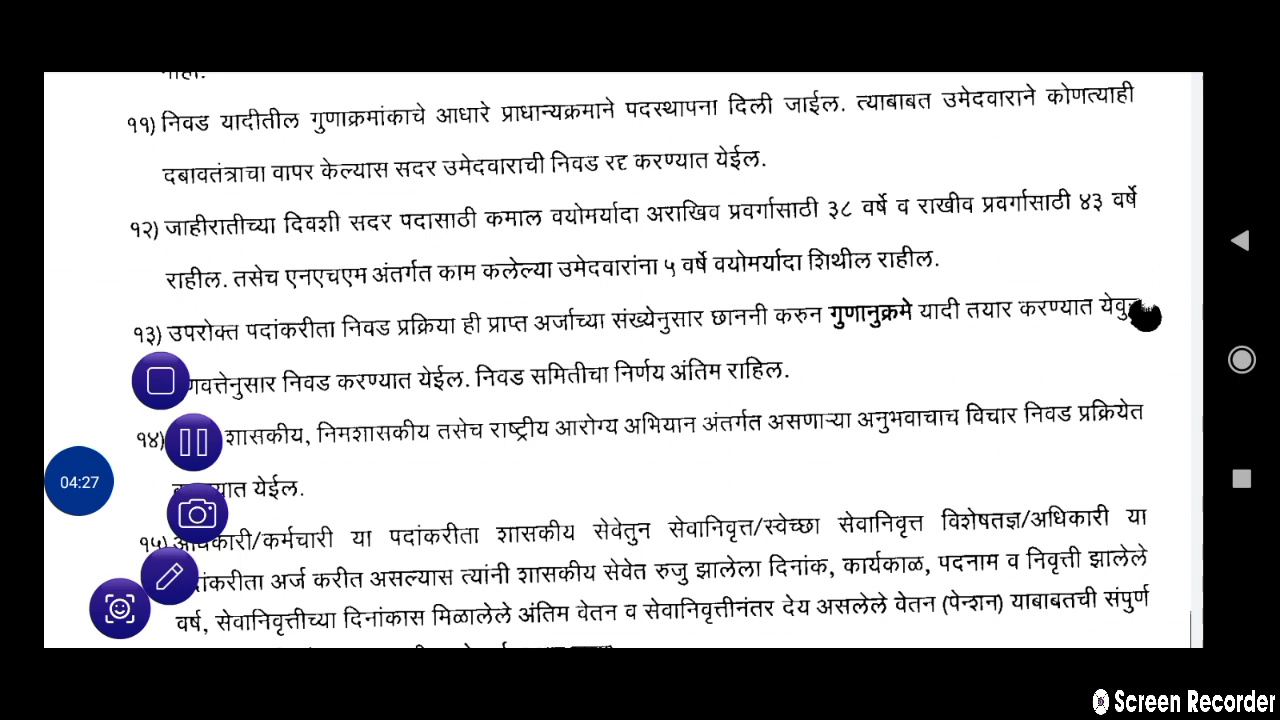 ११) निवड यादीतील गुणाक्रमांकाचे आधारे प्राधान्यक्रमाने पदस्थापना दिली जाईल. त्याबाबत उमेदवाराने कोणत्याही
दबावतंत्राचा वापर केल्यास सदर उमेदवाराची निवड रद्द करण्यात येईल.
१२) जाहीरातीच्या दिवशी सदर पदासाठी कमाल वयोमर्यादा अराखिव प्रवर्गासाठी ३८ वर्षे व राखीव प्रवर्गासाठी ४३ वर्षे
राहील. तसेच एनएचएम अंतर्गत काम कलेल्या उमेदवारांना ५ वर्षे वयोमर्यादा शिथील राहील.
१३) उपरोक्त पदांकरीता निवड प्रक्रिया ही प्राप्त अर्जाच्या संख्येनुसार छाननी करुन गुणानुक्रमे यादी तयार करण्यात
निवड करण्यात येईल. निवड समितीचा निर्णय अंतिम राहिल.
१४) शासकीय, निमशासकीय तसेच राष्ट्रीय आरोग्य अभियान अंतर्गत असणाऱ्या अनुभवाचाच विचार निवड प्रक्रियेत
येईल.
04:27
१५) अधिकारी/कर्मचारी या पदांकरीता शासकीय सेवेतुन सेवानिवृत्त/स्वेच्छा सेवानिवृत्त विशेषतज्ञ/अधिकारी या
अर्ज करीत असल्यास त्यांनी शासकीय सेवेत रुजु झालेला दिनांक, कार्यकाळ, पदनाम व निवृत्ती झालेले
वर्ष, सेवानिवृत्तीच्या दिनांकास मिळालेले अंतिम वेतन व सेवानिवृत्तीनंतर देय असलेले वेतन (पेन्शन) याबाबतची संपुर्ण
Screen Recorder